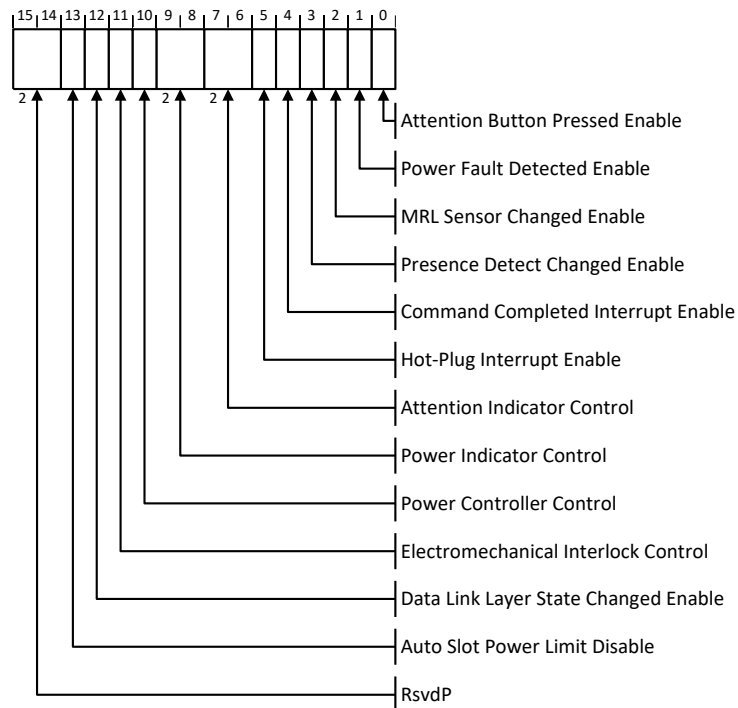 15 14 13 12 11 10 9 8 7 6 5 4 3 2 1 0
2 2 2
Attention Button Pressed Enable
Power Fault Detected Enable
MRL Sensor Changed Enable
Presence Detect Changed Enable
Command Completed Interrupt Enable
Hot-Plug Interrupt Enable
Attention Indicator Control
Power Indicator Control
Power Controller Control
Electromechanical Interlock Control
Data Link Layer State Changed Enable
Auto Slot Power Limit Disable
RsvdP